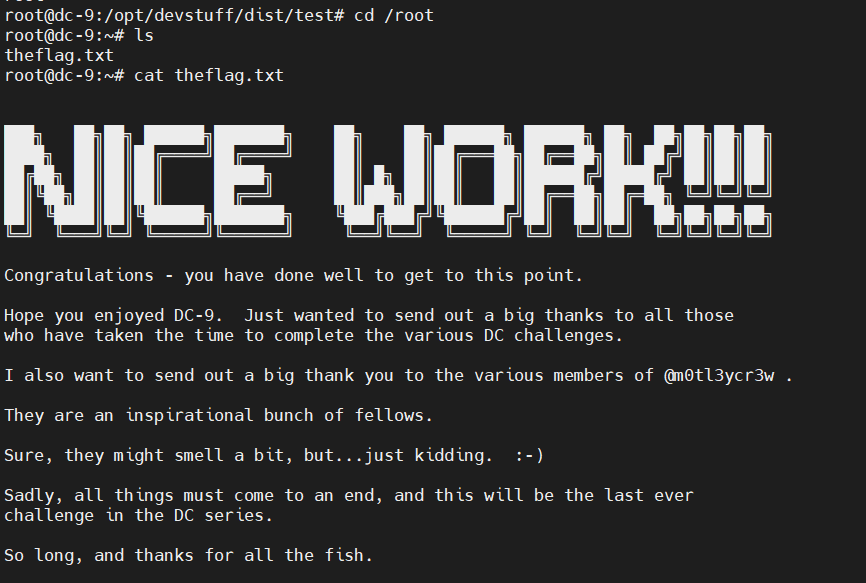 root@dc-9:/opt/devstuff/dist/test# cd /root
root@dc-9:~# ls
theflag.txt
root@dc-9:~# cat theflag.txt
NICE WORK!!!!
Congratulations - you have done well to get to this point.
Hope you enjoyed DC-9.  Just wanted to send out a big thanks to all those
who have taken the time to complete the various DC challenges.
I also want to send out a big thank you to the various members of @m0tl3ycr3w .
They are an inspirational bunch of fellows.
Sure, they might smell a bit, but...just kidding.  :-)
Sadly, all things must come to an end, and this will be the last ever
challenge in the DC series.
So long, and thanks for all the fish.